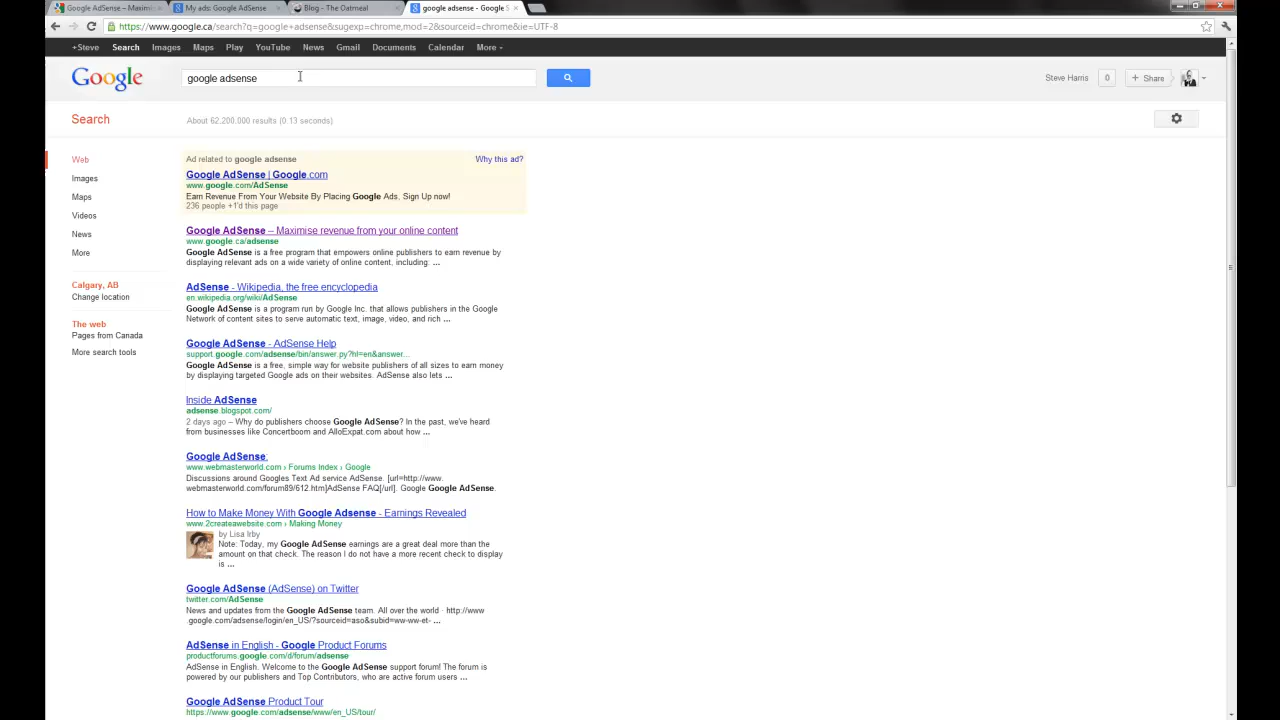 Google AdSense – Maximis
My ads: Google AdSense
Blog - The Oatmeal
google adsense - Google S
https://www.google.ca/search?q=google+adsense&sugexp=chrome,mod=2&sourceid=chrome&ie=UTF-8
+Steve Search Images Maps Play YouTube News Gmail Documents Calendar More
Google
google adsense
Steve Harris 0 + Share
Search
About 62,200,000 results (0.13 seconds)
Web
Images
Maps
Videos
News
More
Calgary, AB
Change location
The web
Pages from Canada
More search tools
Ad related to google adsense Why this ad?
Google AdSense | Google.com
www.google.com/AdSense
Earn Revenue From Your Website By Placing Google Ads, Sign Up now!
236 people +1'd this page
Google AdSense – Maximise revenue from your online content
www.google.ca/adsense
Google AdSense is a free program that empowers online publishers to earn revenue by
displaying relevant ads on a wide variety of online content, including: ...
AdSense - Wikipedia, the free encyclopedia
en.wikipedia.org/wiki/AdSense
Google AdSense is a program run by Google Inc. that allows publishers in the Google
Network of content sites to serve automatic text, image, video, and rich ...
Google AdSense - AdSense Help
support.google.com/adsense/bin/answer.py?hl=en&answer...
Google AdSense is a free, simple way for website publishers of all sizes to earn money
by displaying targeted Google ads on their websites. AdSense also lets ...
Inside AdSense
adsense.blogspot.com/
2 days ago – Why do publishers choose Google AdSense? In the past, we've heard
from businesses like Concertboom and AlloExpat.com about how ...
Google AdSense:
www.webmasterworld.com › Forums Index › Google
Discussions around Googles Text Ad service AdSense. [url=http://www.
webmasterworld.com/forum89/612.htm]AdSense FAQ[/url]. Google Google AdSense.
How to Make Money With Google Adsense - Earnings Revealed
www.2createawebsite.com › Making Money
by Lisa Irby
Note: Today, my Google AdSense earnings are a great deal more than the
amount on that check. The reason I do not have a more recent check to display
is ...
Google AdSense (AdSense) on Twitter
twitter.com/AdSense
News and updates from the Google AdSense team. All over the world · http://www
.google.com/adsense/login/en_US/?sourceid=aso&subid=ww-ww-et- ...
AdSense in English - Google Product Forums
productforums.google.com/d/forum/adsense
AdSense in English. Welcome to the Google AdSense support forum! The forum is
powered by our publishers and Top Contributors, who are active forum users ...
Google AdSense Product Tour
https://www.google.com/adsense/www/en_US/tour/